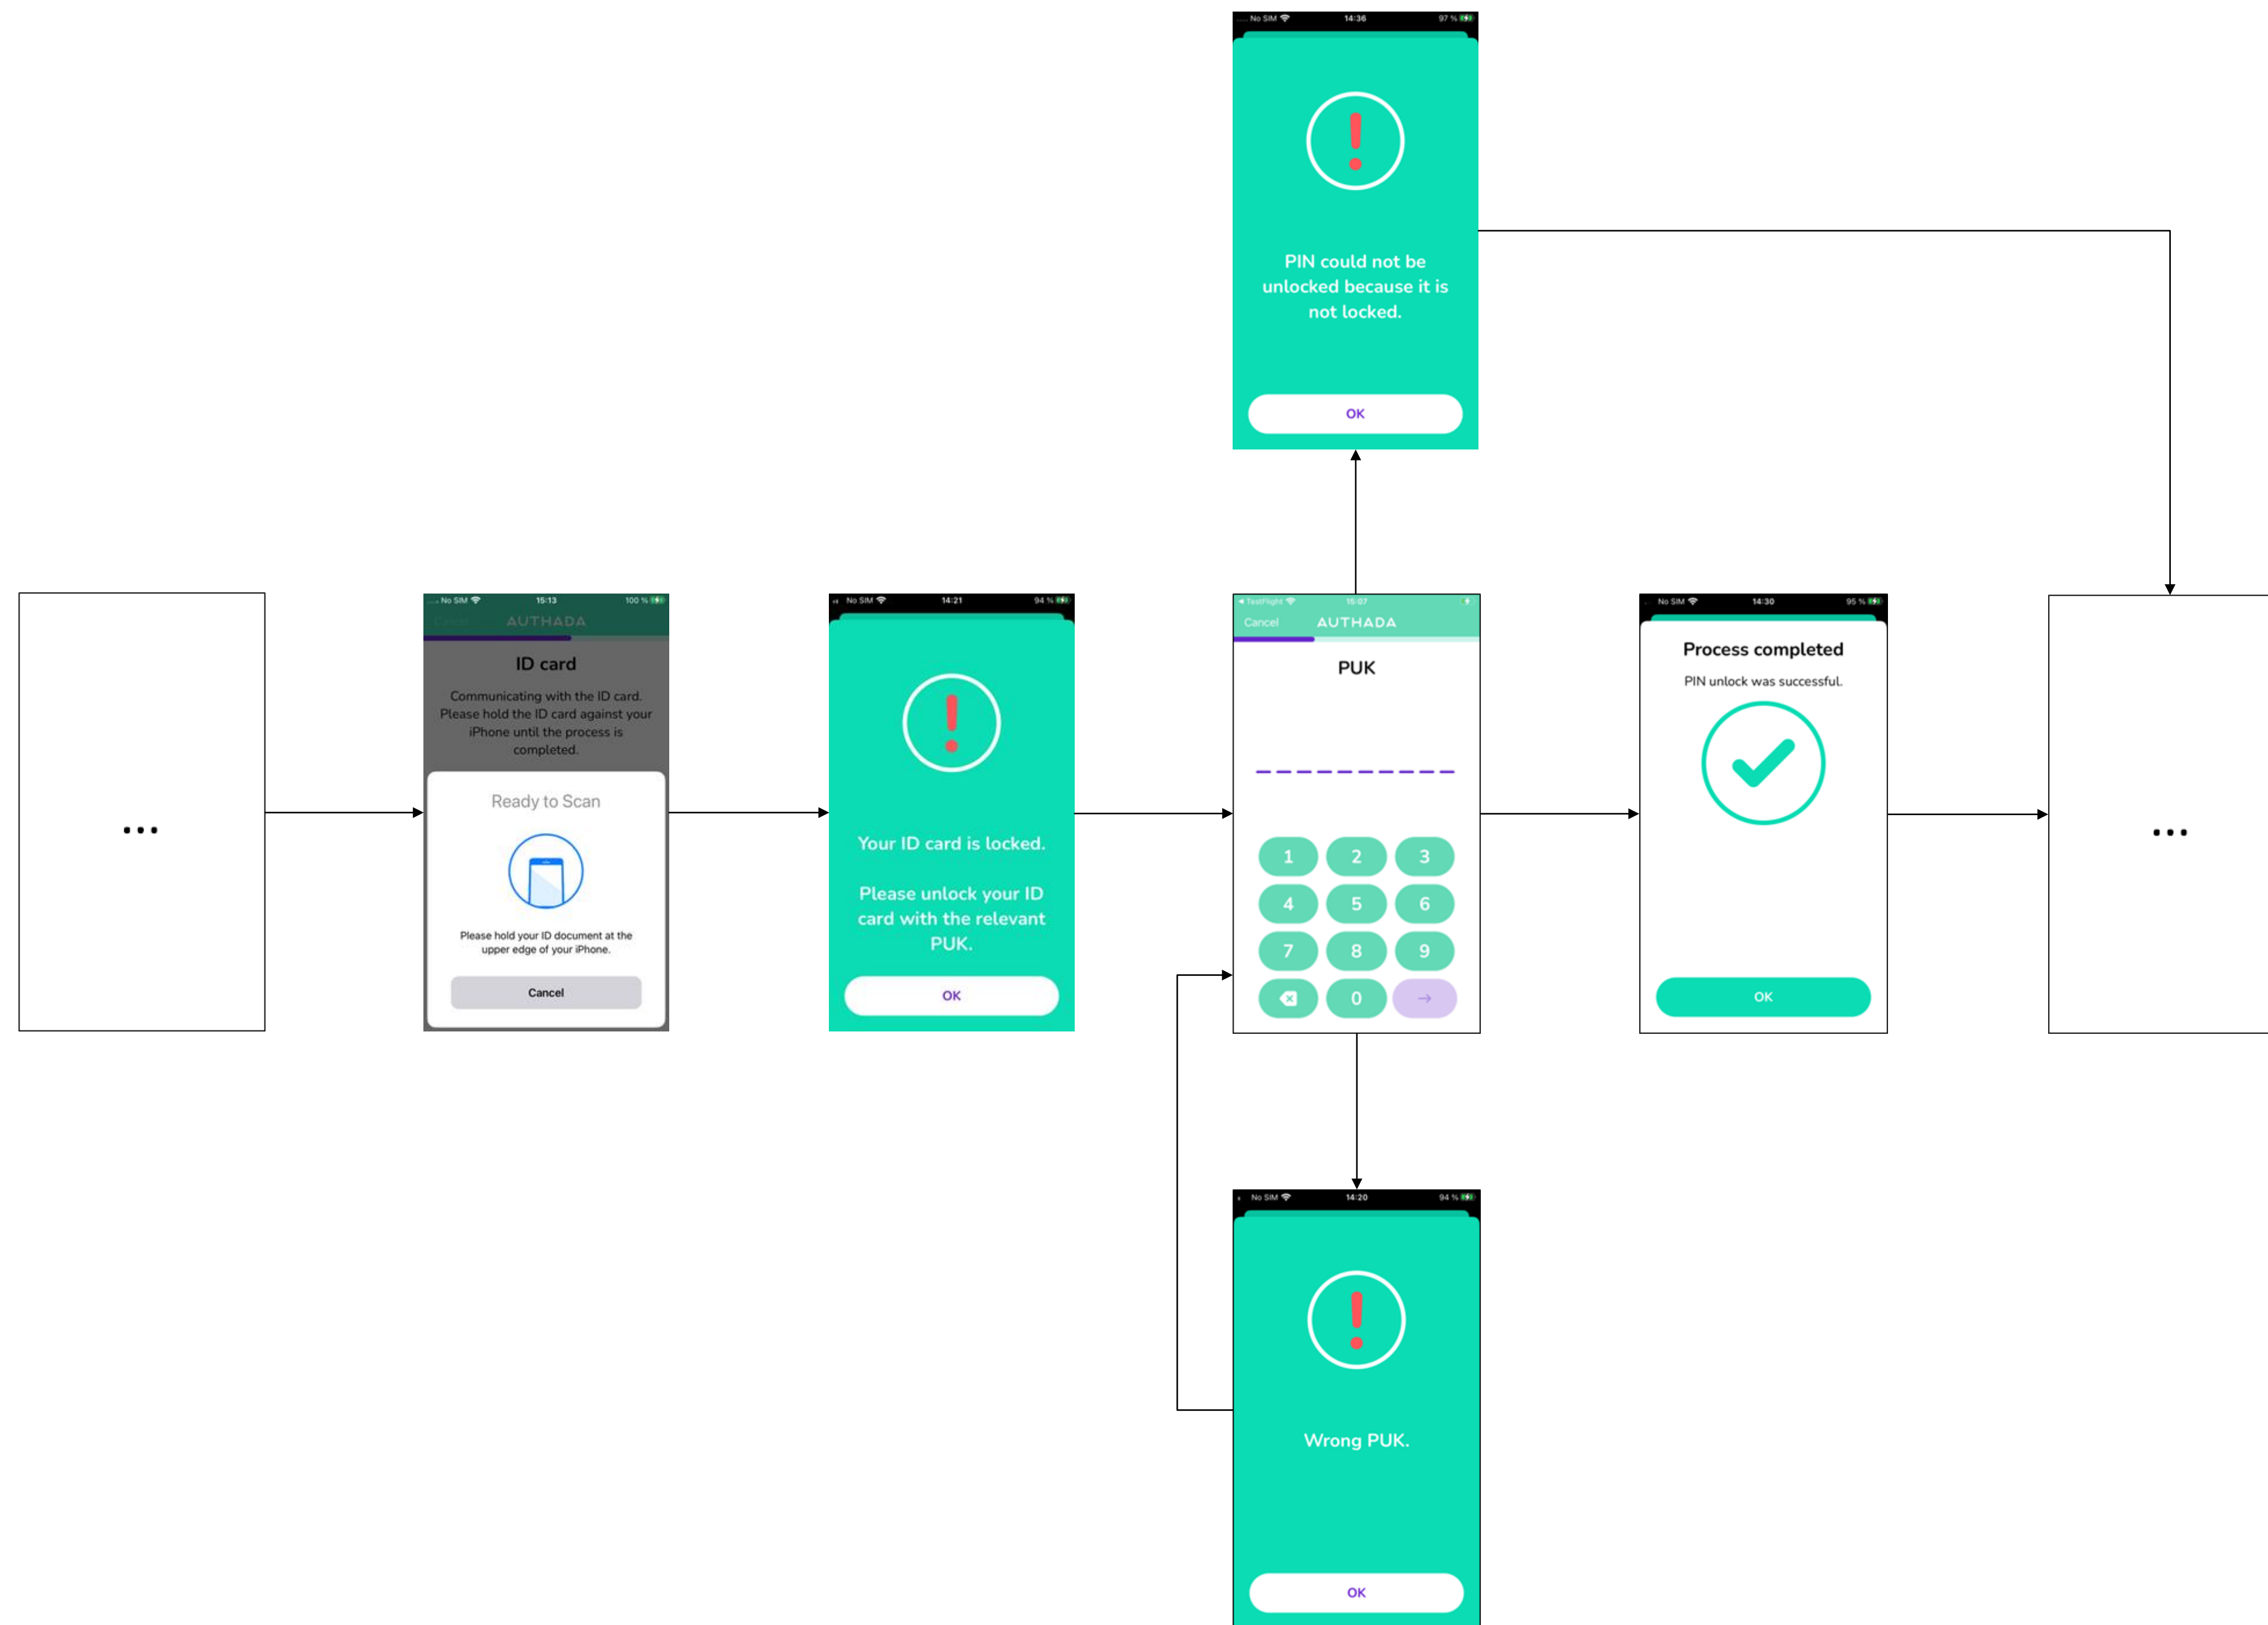 No SIM 14:36 97 %
PIN could not be
unlocked because it is
not locked.
OK
...
No SIM 15:13 100 %
Cancel AUTHADA
ID card
Communicating with the ID card.
Please hold the ID card against your
iPhone until the process is
completed.
Ready to Scan
Please hold your ID document at the
upper edge of your iPhone.
Cancel
No SIM 14:21 94 %
Your ID card is locked.
Please unlock your ID
card with the relevant
PUK.
OK
TestFlight 15:07
Cancel AUTHADA
PUK
1 2 3
4 5 6
7 8 9
0
No SIM 14:30 95 %
Process completed
PIN unlock was successful.
OK
...
No SIM 14:20 94 %
Wrong PUK.
OK